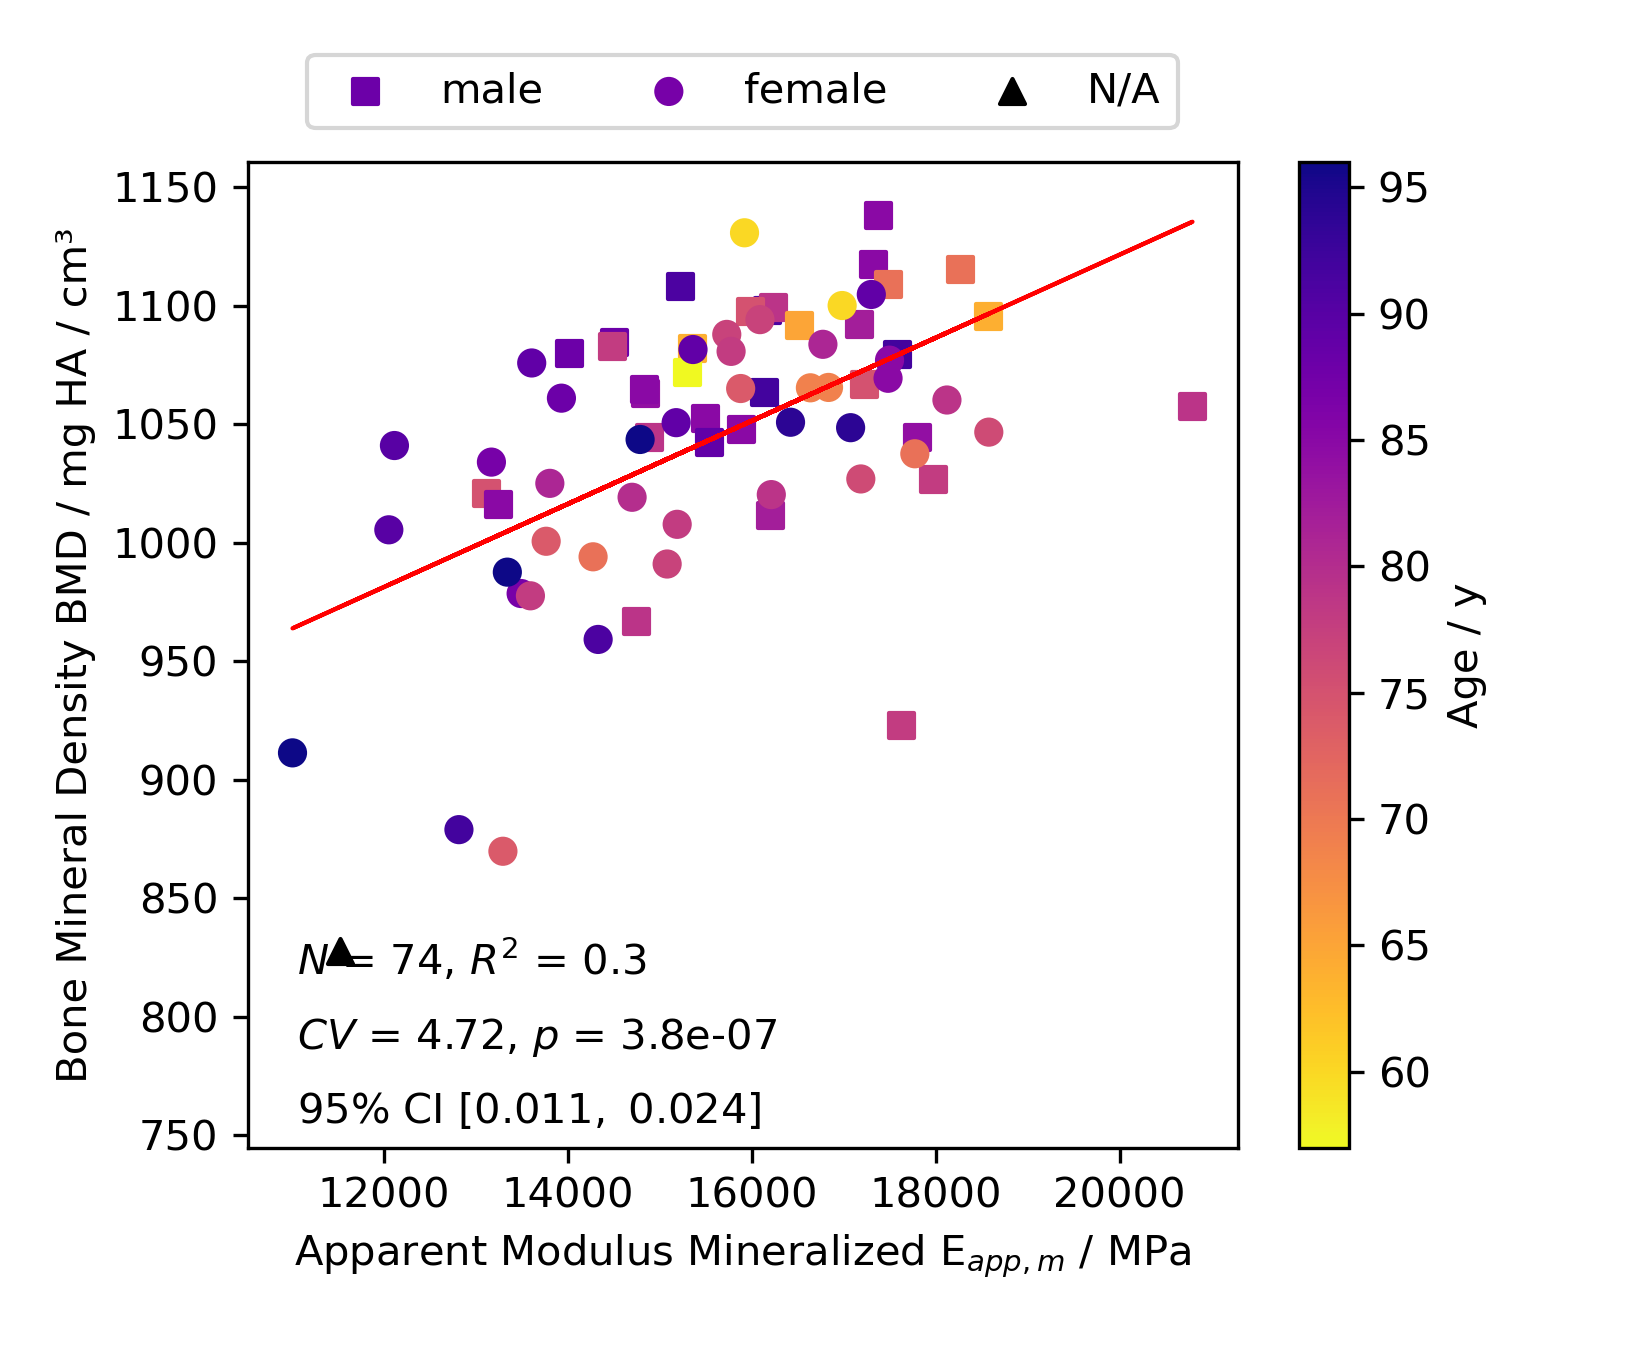 male female N/A
1150
1100
1050
1000
950
900
850
800
750
Bone Mineral Density BMD / mg HA / cm³
N = 74, R² = 0.3
CV = 4.72, p = 3.8e-07
95% CI [0.011, 0.024]
12000 14000 16000 18000 20000
Apparent Modulus Mineralized E_app,m / MPa
95
90
85
80
75
70
65
60
Age / y